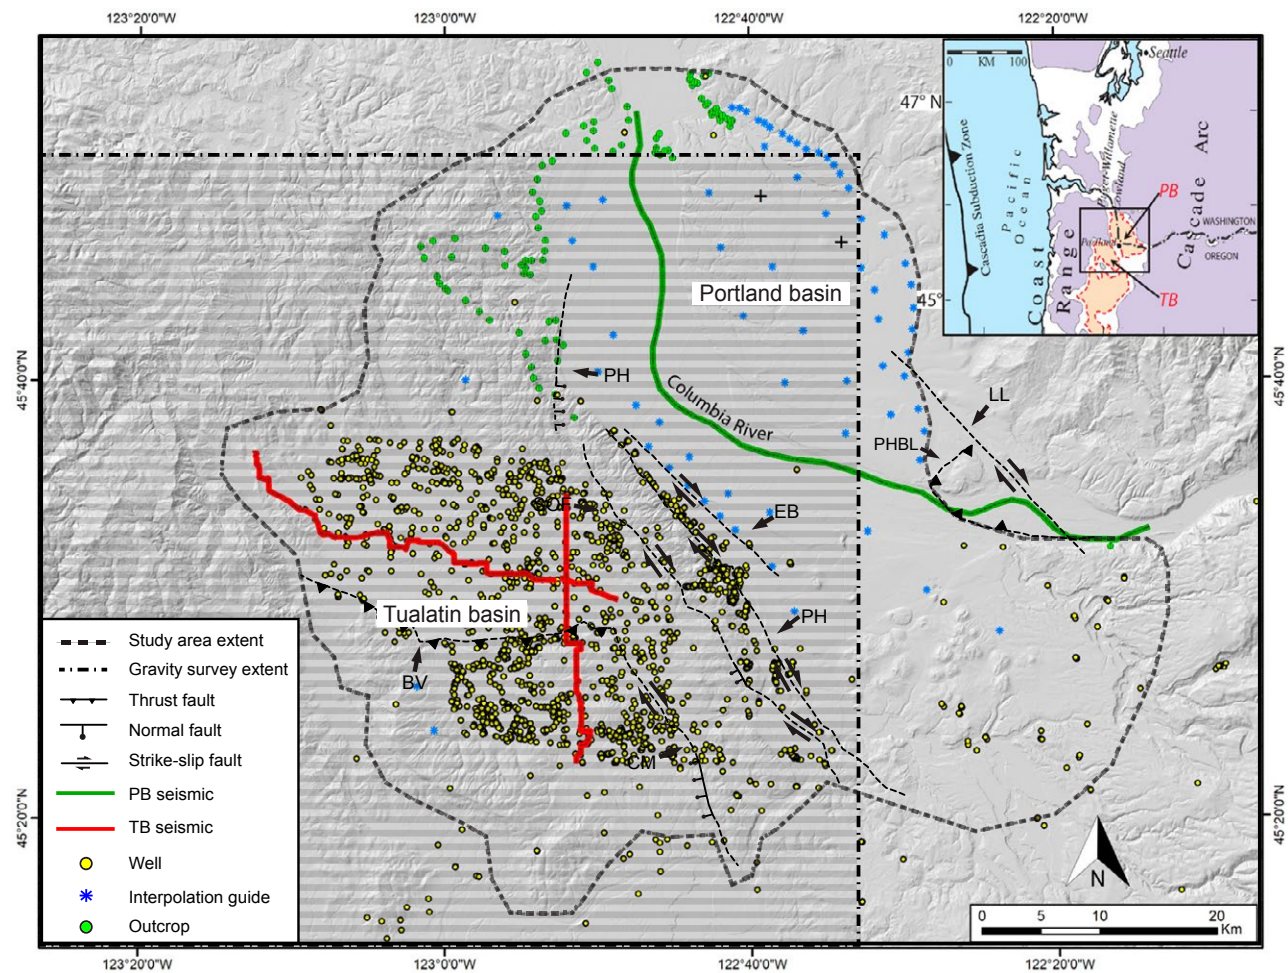 123°20'0"W
123°0'0"W
122°40'0"W
122°20'0"W
0 KM 100
Seattle
47° N
Cascadia Subduction Zone
Pacific
Ocean
Coast
Range
Lowland
Cascade Arc
PB
WASHINGTON
OREGON
45°
TB
Portland basin
45°40'0"N
45°40'0"N
PH
Columbia River
LL
PHBL
EB
Tualatin basin
PH
BV
CM
Study area extent
Gravity survey extent
Thrust fault
Normal fault
Strike-slip fault
PB seismic
TB seismic
Well
Interpolation guide
Outcrop
45°20'0"N
45°20'0"N
N
0 5 10 20
Km
123°20'0"W
123°0'0"W
122°40'0"W
122°20'0"W